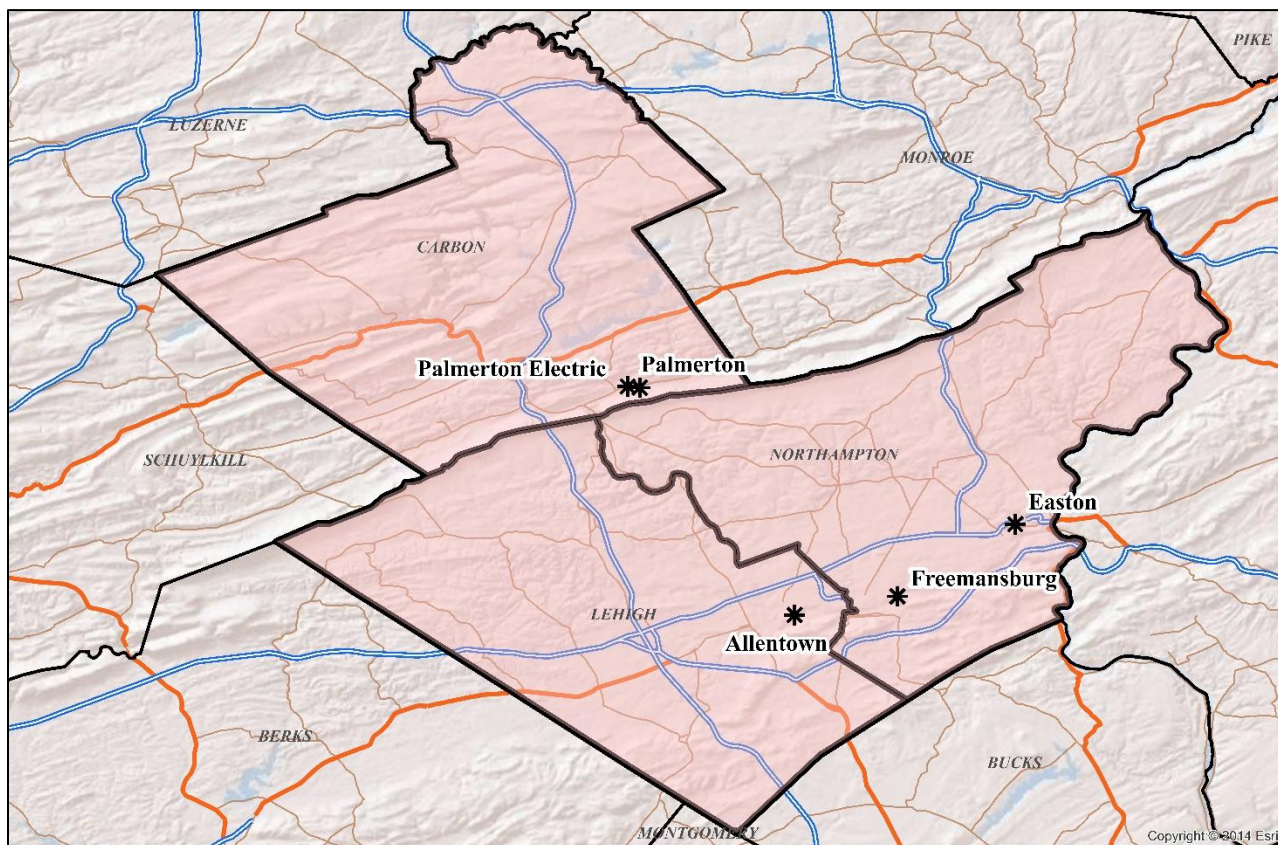 PIKE
LUZERNE
MONROE
CARBON
Palmerton Electric
Palmerton
SCHUYLKILL
NORTHAMPTON
Easton
Freemansburg
LEHIGH
Allentown
BERKS
BUCKS
MONTGOMERY
Copyright:© 2014 Esri